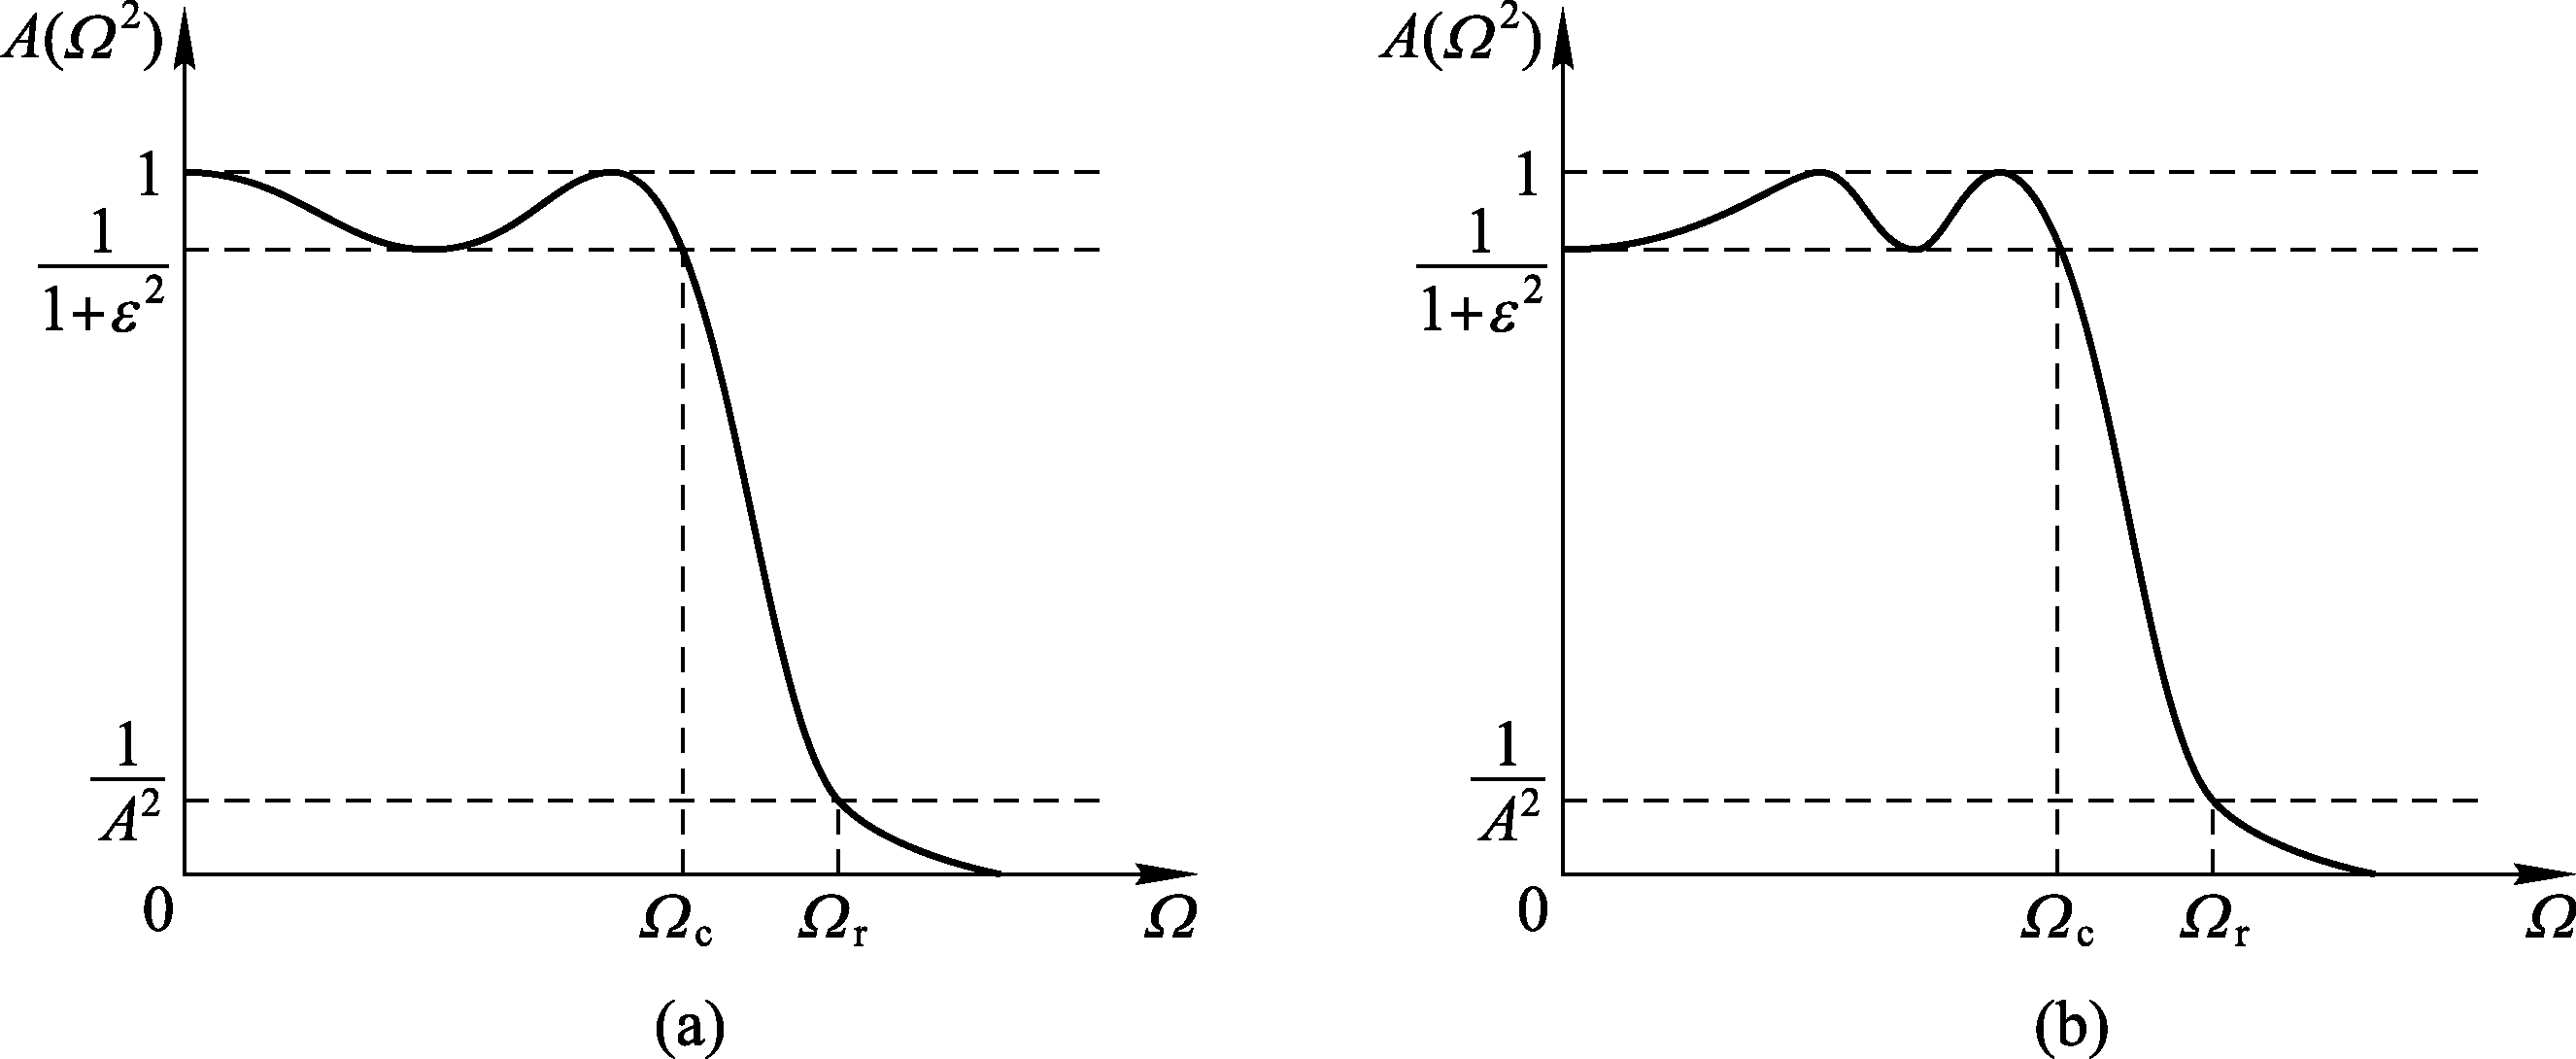 A(Ω²)
1
1/(1+ε²)
1/A²
0
Ωc
Ωr
Ω
(a)
A(Ω²)
1
1/(1+ε²)
1/A²
0
Ωc
Ωr
Ω
(b)